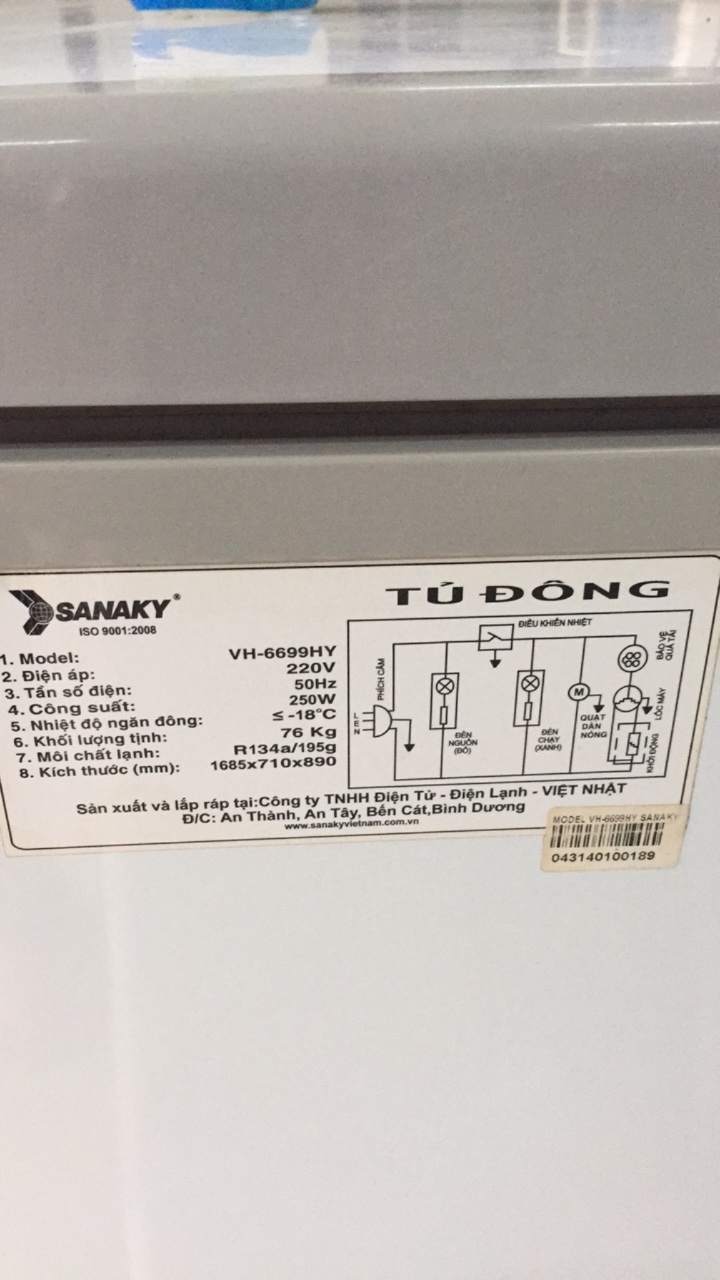 SANAKY®
ISO 9001:2008
TỦ ĐÔNG
1. Model: VH-6699HY
2. Điện áp: 220V
3. Tần số điện: 50Hz
4. Công suất: 250W
5. Nhiệt độ ngăn đông: ≤ -18°C
6. Khối lượng tịnh: 76 Kg
7. Môi chất lạnh: R134a/195g
8. Kích thước (mm): 1685x710x890
ĐIỀU KHIỂN NHIỆT
PHÍCH CẮM
L
E
N
ĐÈN
NGUỒN
(ĐỎ)
ĐÈN
CHẠY
(XANH)
M
QUẠT
DÀN
NÓNG
BẢO VỆ
QUÁ TẢI
LỐC MÁY
KHỞI ĐỘNG
Sản xuất và lắp ráp tại:Công ty TNHH Điện Tử - Điện Lạnh - VIỆT NHẬT
Đ/C: An Thành, An Tây, Bến Cát,Bình Dương
www.sanakyvietnam.com.vn
MODEL VH-6699HY SANAKY
043140100189